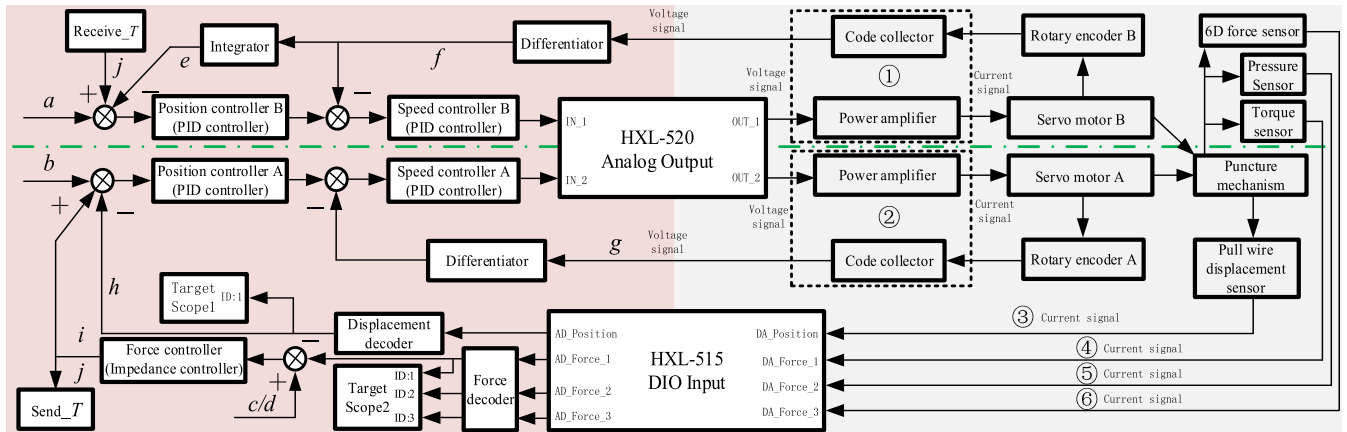 Receive_T
j
e
Integrator
f
Differentiator
Voltage
signal
Code collector
①
Rotary encoder B
6D force sensor
Pressure
Sensor
Torque
sensor
a
+
−
Position controller B
(PID controller)
−
Speed controller B
(PID controller)
IN_1
HXL-520
Analog Output
OUT_1
Voltage signal
Power amplifier
Current
signal
Servo motor B
b
+
−
Position controller A
(PID controller)
−
Speed controller A
(PID controller)
IN_2
OUT_2
Voltage
signal
Power amplifier
②
Current
signal
Servo motor A
Puncture
mechanism
Differentiator
g
Voltage
signal
Code collector
Rotary encoder A
Pull wire
displacement
sensor
h
Target
Scope1
ID:1
Displacement
decoder
AD_Position
HXL-515
DIO Input
DA_Position
③ Current signal
i
j
Force controller
(Impedance controller)
−
+
c/d
Send_T
Target
Scope2
ID:1
ID:2
ID:3
Force
decoder
AD_Force_1
AD_Force_2
AD_Force_3
DA_Force_1
DA_Force_2
DA_Force_3
④ Current signal
⑤ Current signal
⑥ Current signal